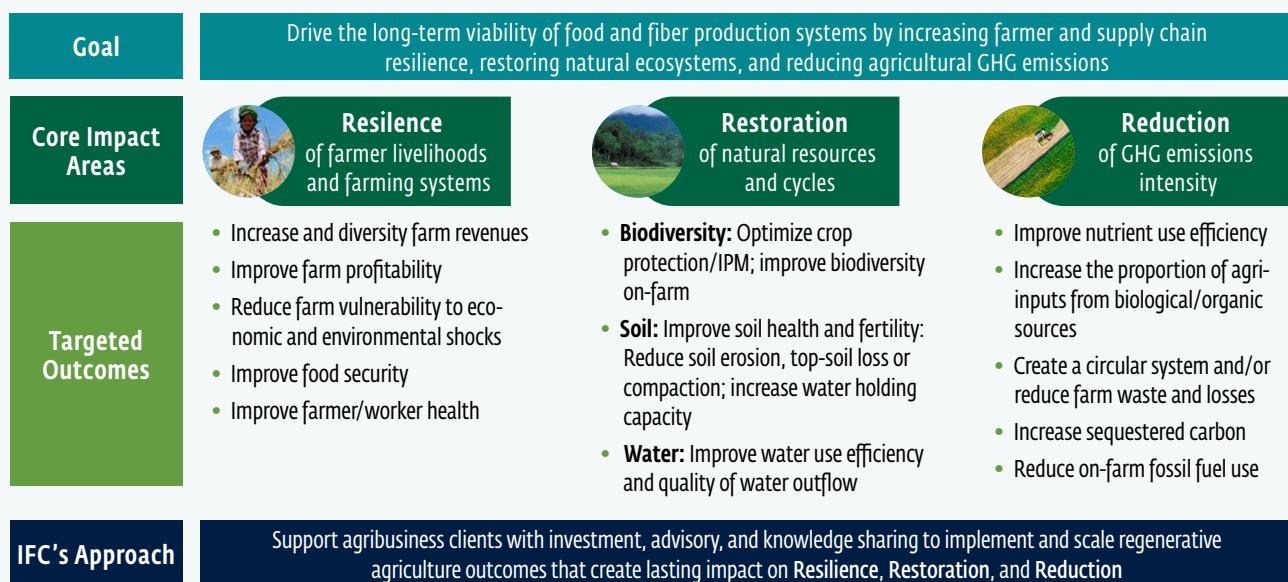 Goal
Drive the long-term viability of food and fiber production systems by increasing farmer and supply chain
resilience, restoring natural ecosystems, and reducing agricultural GHG emissions
Core Impact
Areas
Resilence
of farmer livelihoods
and farming systems
Restoration
of natural resources
and cycles
Reduction
of GHG emissions
intensity
Targeted
Outcomes
• Increase and diversity farm revenues
• Improve farm profitability
• Reduce farm vulnerability to eco-
nomic and environmental shocks
• Improve food security
• Improve farmer/worker health
• Biodiversity: Optimize crop
protection/IPM; improve biodiversity
on-farm
• Soil: Improve soil health and fertility:
Reduce soil erosion, top-soil loss or
compaction; increase water holding
capacity
• Water: Improve water use efficiency
and quality of water outflow
• Improve nutrient use efficiency
• Increase the proportion of agri-
inputs from biological/organic
sources
• Create a circular system and/or
reduce farm waste and losses
• Increase sequestered carbon
• Reduce on-farm fossil fuel use
IFC's Approach
Support agribusiness clients with investment, advisory, and knowledge sharing to implement and scale regenerative
agriculture outcomes that create lasting impact on Resilience, Restoration, and Reduction